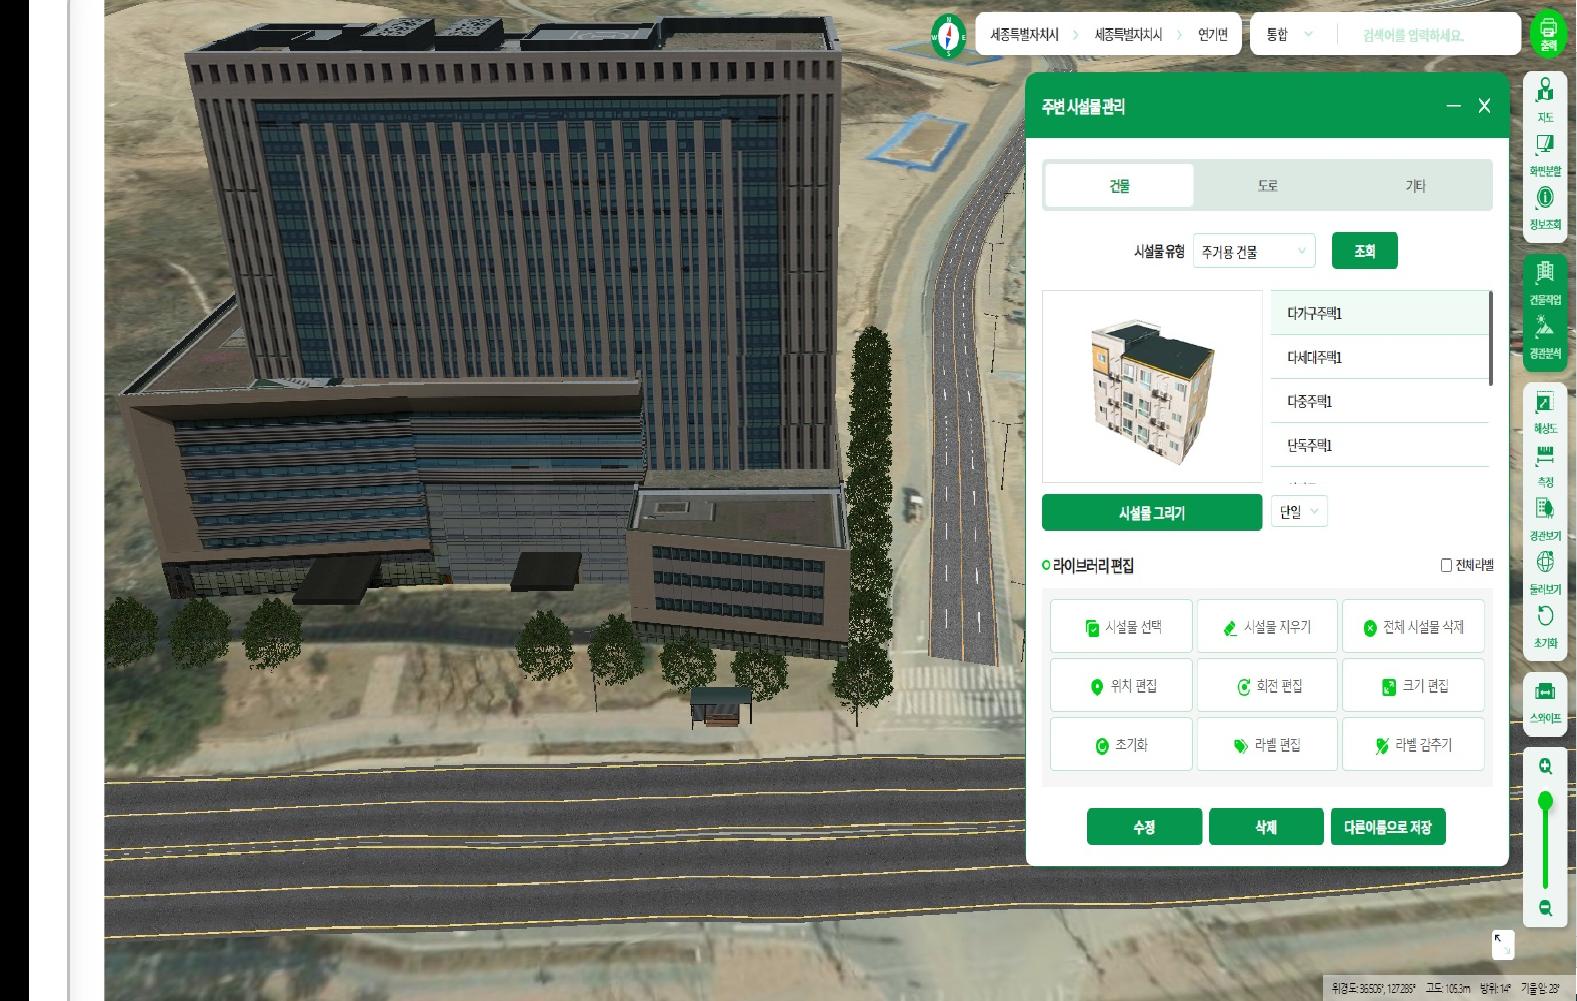 세종특별자치시 > 세종특별자치시 > 연기면
통합
검색어를 입력하세요.
출력
주변 시설물 관리
건물 도로 기타
시설물 유형 주거용 건물 조회
다가구주택1
다세대주택1
다중주택1
단독주택1
시설물 그리기 단일
라이브러리 편집 전체라벨
시설물 선택 시설물 지우기 전체 시설물 삭제
위치 편집 회전 편집 크기 편집
초기화 라벨 편집 라벨 감추기
수정 삭제 다른이름으로 저장
지도
화면분할
정보조회
건물작업
경관분석
해상도
측정
경관보기
둘러보기
초기화
스와이프
위경도: 36.506°, 127.285° 고도: 105.3m 방위: 14° 기울임: 23°